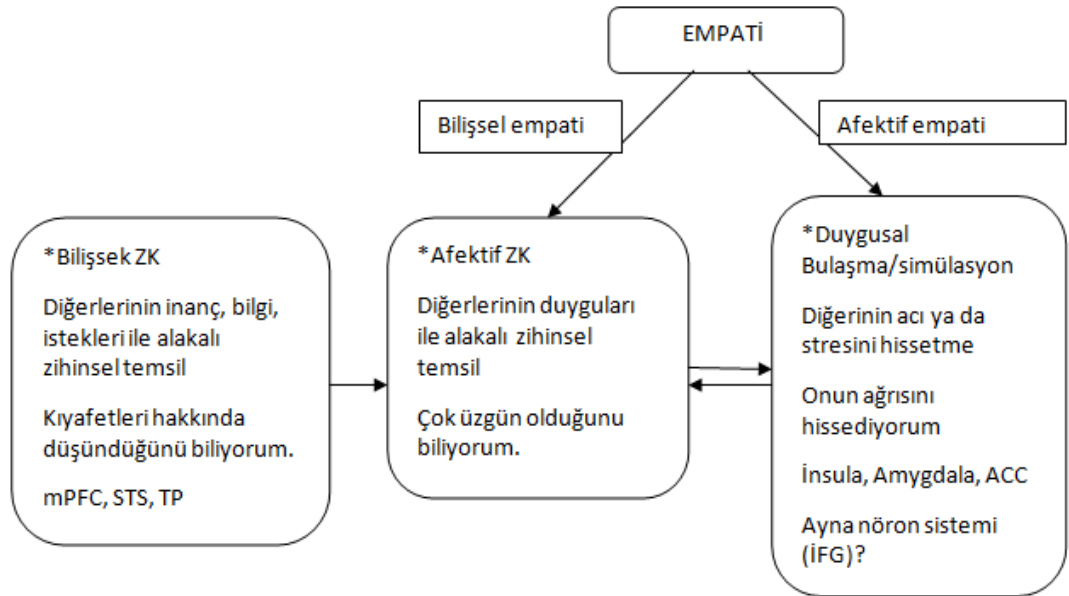 EMPATİ
Bilişsel empati
Afektif empati
*Bilişsek ZK
Diğerlerinin inanç, bilgi,
istekleri ile alakalı
zihinsel temsil
Kıyafetleri hakkında
düşündüğünü biliyorum.
mPFC, STS, TP
*Afektif ZK
Diğerlerinin duyguları
ile alakalı zihinsel
temsil
Çok üzgün olduğunu
biliyorum.
*Duygusal
Bulaşma/simülasyon
Diğerinin acı ya da
stresini hissetme
Onun ağrısını
hissediyorum
İnsula, Amygdala, ACC
Ayna nöron sistemi
(İFG)?